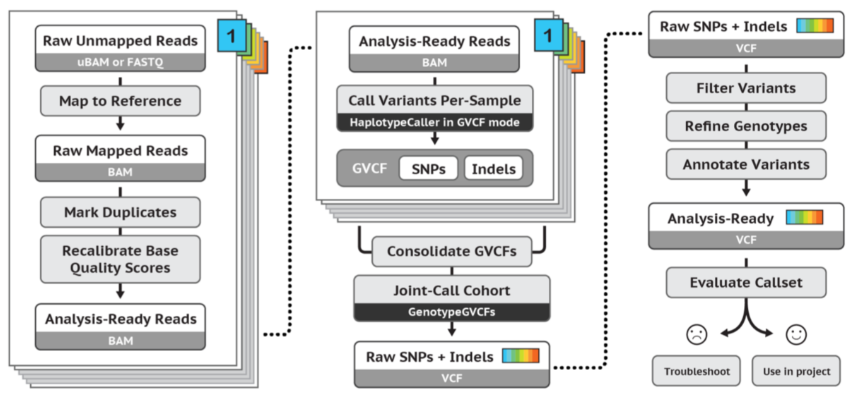 1
Raw Unmapped Reads
uBAM or FASTQ
Map to Reference
Raw Mapped Reads
BAM
Mark Duplicates
Recalibrate Base
Quality Scores
Analysis-Ready Reads
BAM
1
Analysis-Ready Reads
BAM
Call Variants Per-Sample
HaplotypeCaller in GVCF mode
GVCF SNPs Indels
Consolidate GVCFs
Joint-Call Cohort
GenotypeGVCFs
Raw SNPs + Indels
VCF
Raw SNPs + Indels
VCF
Filter Variants
Refine Genotypes
Annotate Variants
Analysis-Ready
VCF
Evaluate Callset
Troubleshoot
Use in project